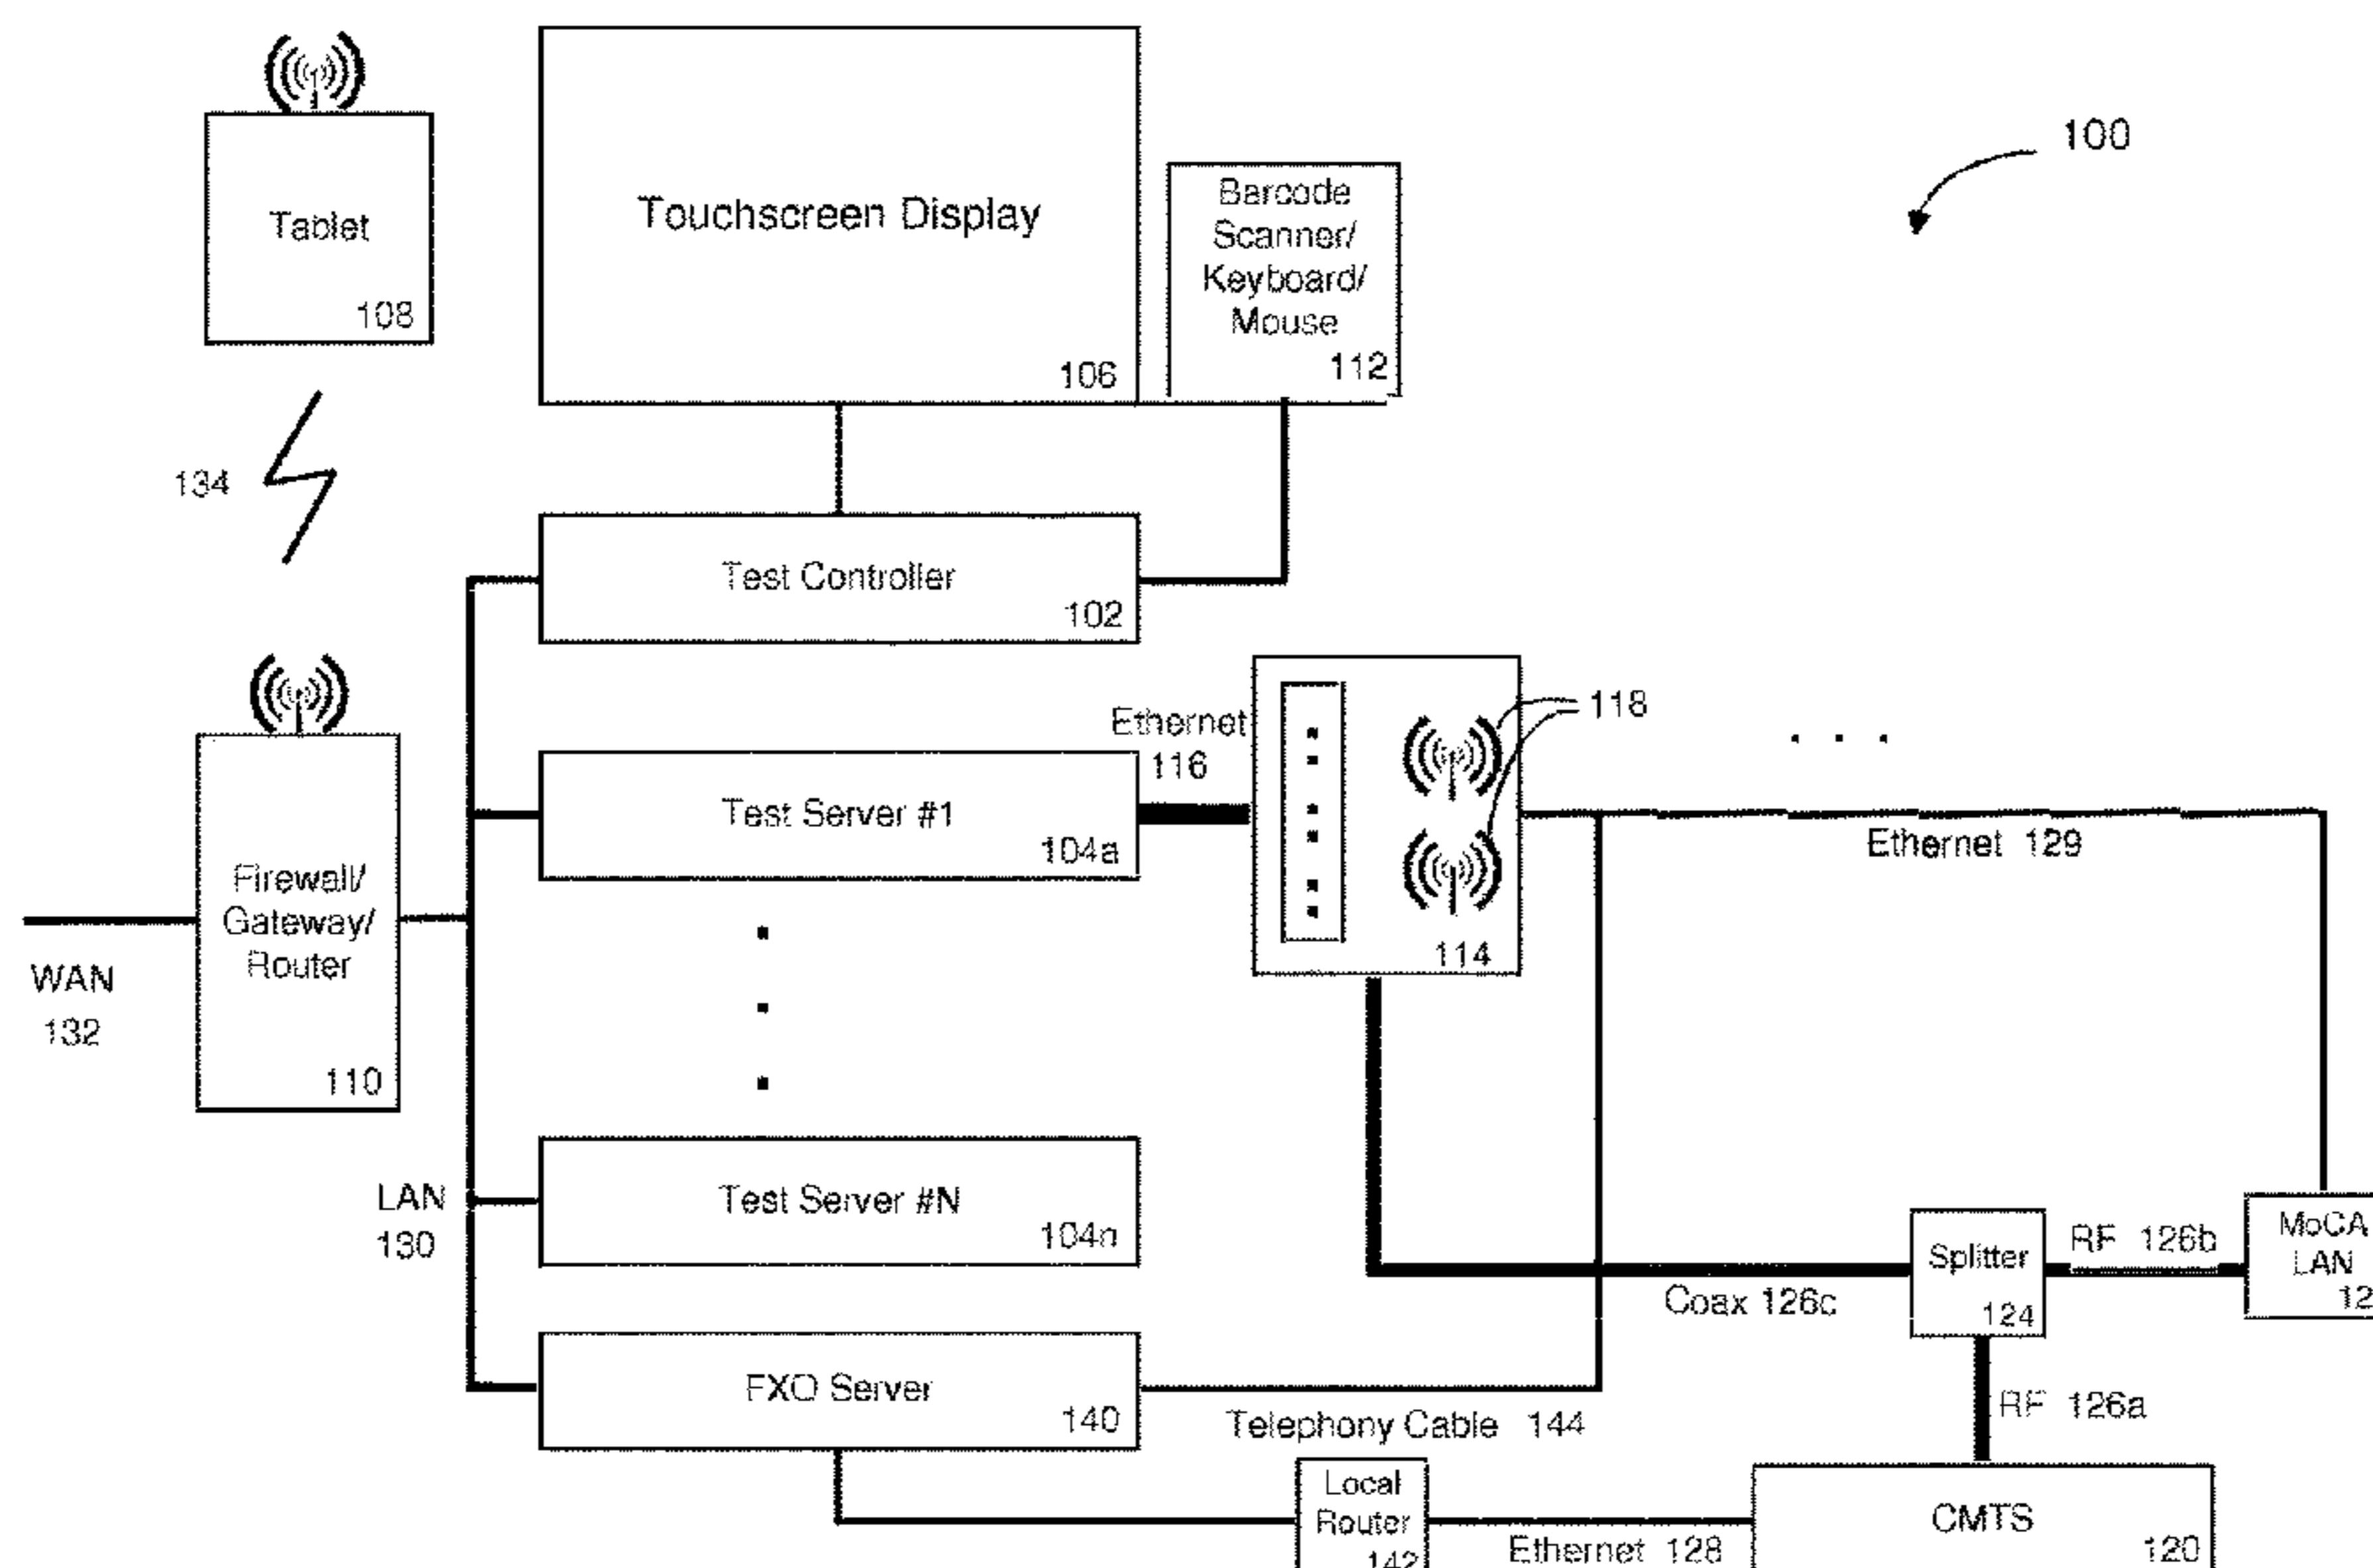 100
Tablet
108
Touchscreen Display
106
Barcode
Scanner/
Keyboard/
Mouse
112
134
Test Controller
102
Ethernet
116
118
Test Server #1
104a
114
Ethernet 129
Firewall/
Gateway/
Router
110
WAN
132
LAN
130
Test Server #N
104n
Splitter
124
RF 126b
MoCA
LAN
12
Coax 126c
FXO Server
140
Telephony Cable 144
RF 126a
Local
Router
142
Ethernet 128
CMTS
120